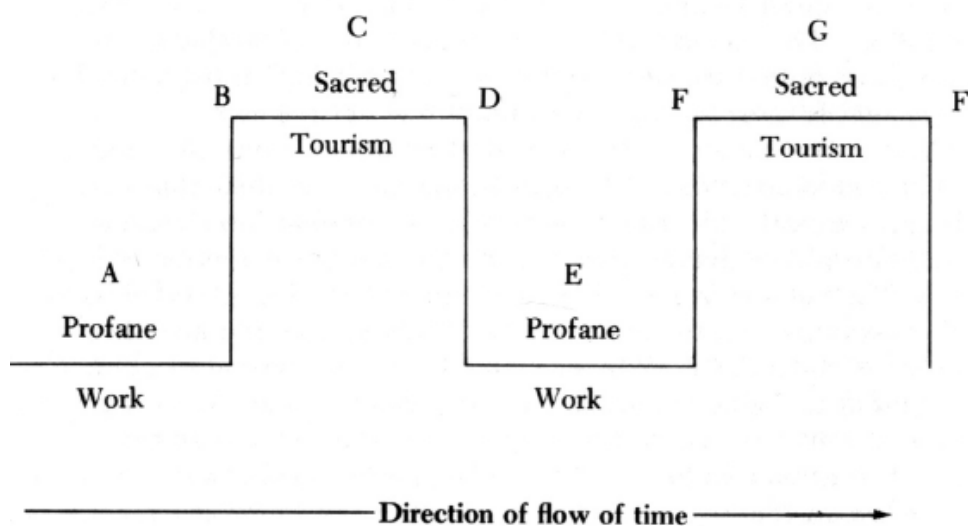 C G
Sacred Sacred
B D F F
Tourism Tourism
A E
Profane Profane
Work Work
Direction of flow of time